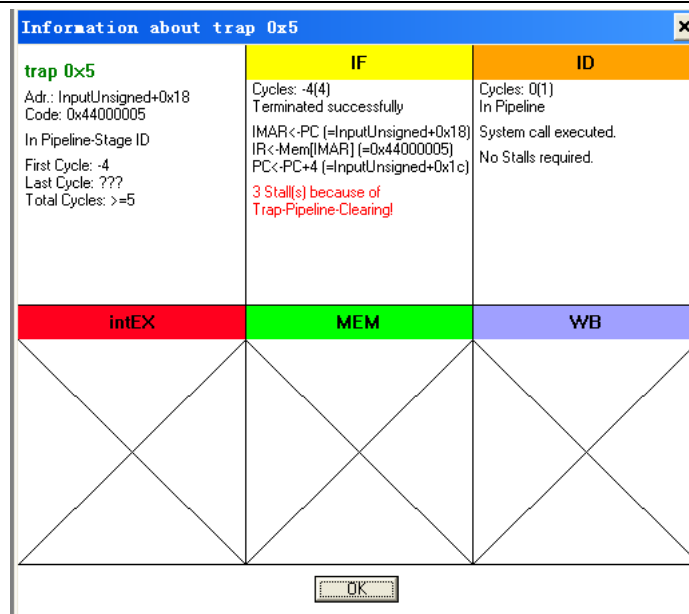 Information about trap 0x5
trap 0x5
Adr.: InputUnsigned+0x18
Code: 0x44000005
In Pipeline-Stage ID
First Cycle: -4
Last Cycle: ???
Total Cycles: >=5
IF
Cycles: -4(4)
Terminated successfully
IMAR<-PC (=InputUnsigned+0x18)
IR<-Mem[IMAR] (=0x44000005)
PC<-PC+4 (=InputUnsigned+0x1c)
3 Stall(s) because of
Trap-Pipeline-Clearing!
ID
Cycles: 0(1)
In Pipeline
System call executed.
No Stalls required.
intEX
MEM
WB
OK